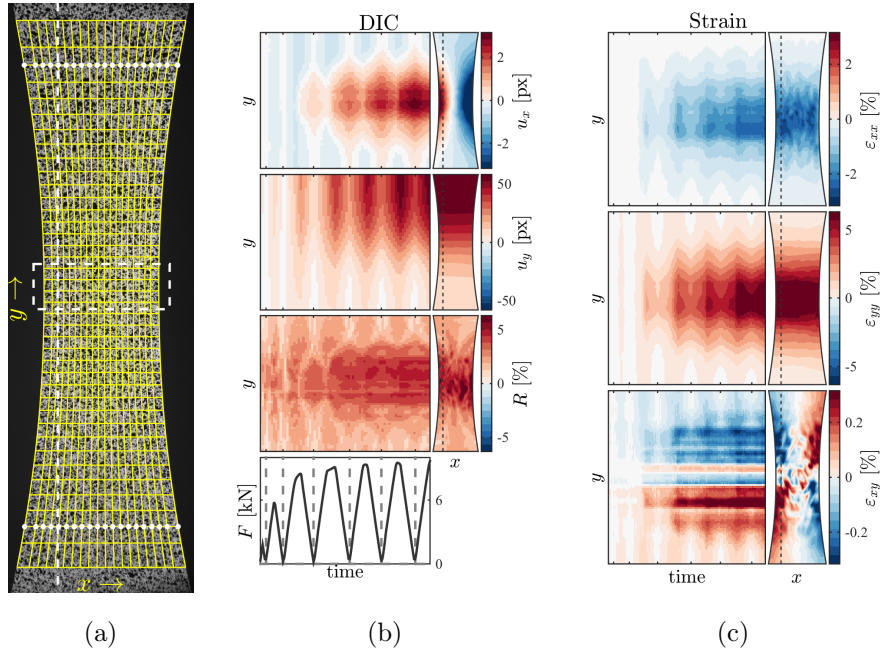 y →
x →
(a)
DIC
y
2
0
-2
u_x [px]
y
50
0
-50
u_y [px]
y
5
0
-5
R [%]
x
F [kN]
6
0
time
(b)
Strain
y
2
0
-2
ε_xx [%]
y
5
0
-5
ε_yy [%]
y
0.2
0
-0.2
ε_xy [%]
time
x
(c)